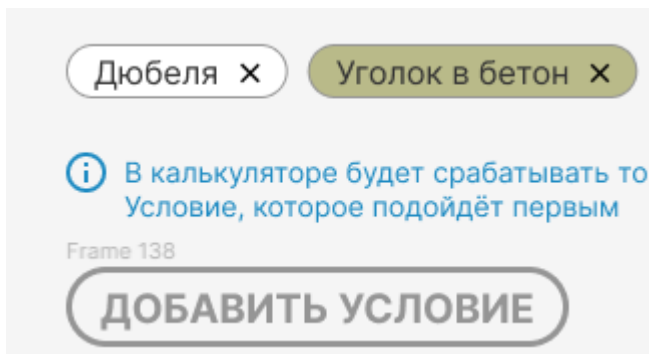 Дюбеля × Уголок в бетон ×
В калькуляторе будет срабатывать то
Условие, которое подойдёт первым
Frame 138
ДОБАВИТЬ УСЛОВИЕ